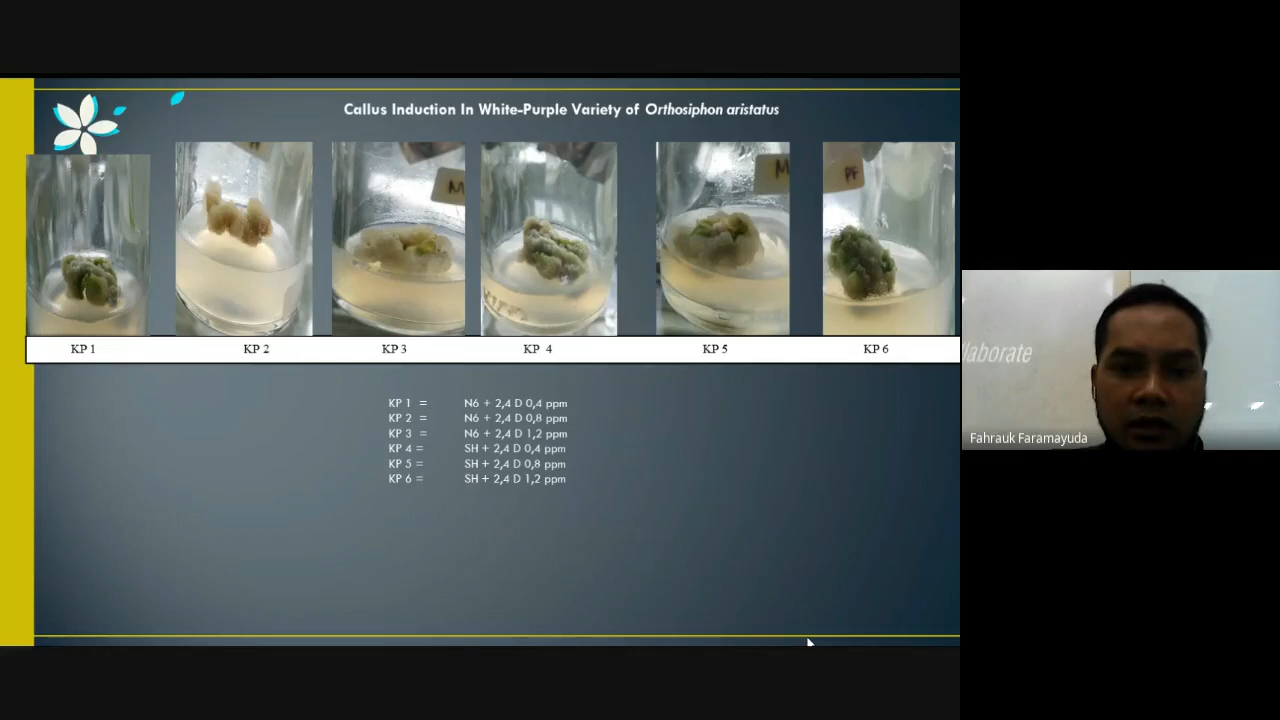 Callus Induction In White-Purple Variety of Orthosiphon aristatus
M
M
PP
KP 1
KP 2
KP 3
KP 4
KP 5
KP 6
KP 1 = N6 + 2,4 D 0,4 ppm
KP 2 = N6 + 2,4 D 0,8 ppm
KP 3 = N6 + 2,4 D 1,2 ppm
KP 4 = SH + 2,4 D 0,4 ppm
KP 5 = SH + 2,4 D 0,8 ppm
KP 6 = SH + 2,4 D 1,2 ppm
laborate
Fahrauk Faramayuda